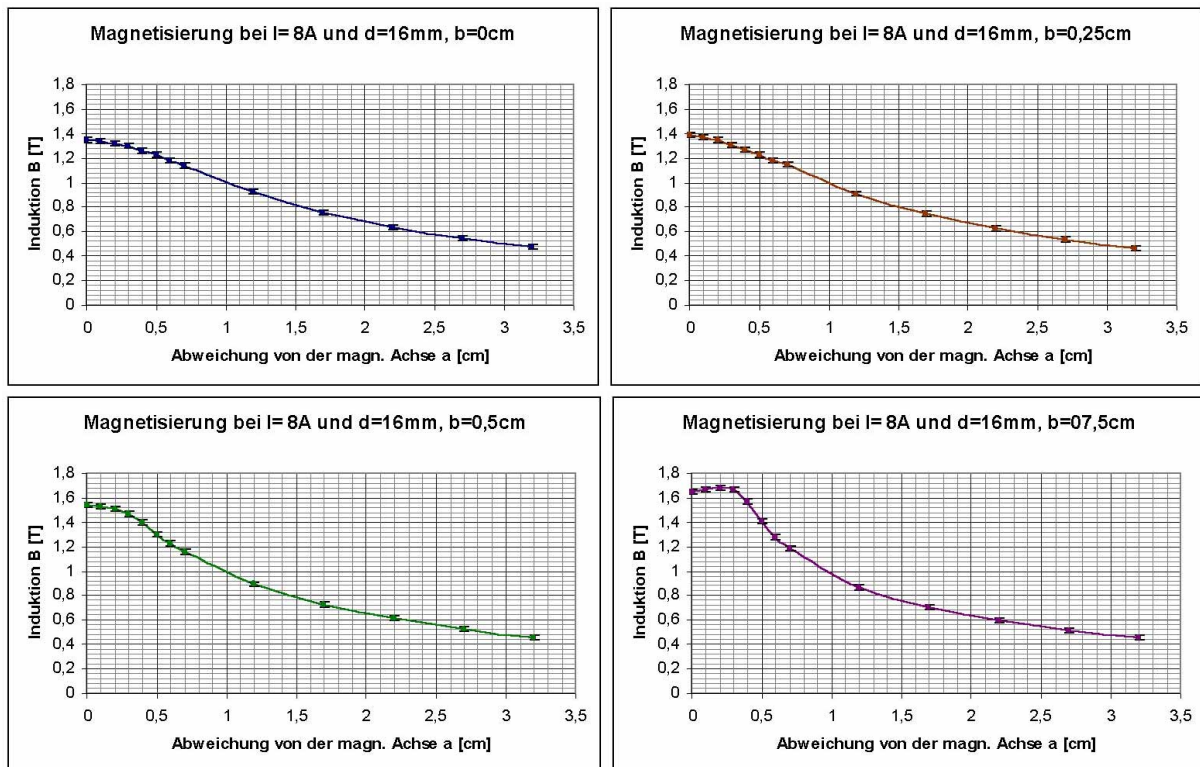 Magnetisierung bei I= 8A und d=16mm, b=0cm
Induktion B [T]
1,8
1,6
1,4
1,2
1
0,8
0,6
0,4
0,2
0
0 0,5 1 1,5 2 2,5 3 3,5
Abweichung von der magn. Achse a [cm]
Magnetisierung bei I= 8A und d=16mm, b=0,25cm
Induktion B [T]
1,8
1,6
1,4
1,2
1
0,8
0,6
0,4
0,2
0
0 0,5 1 1,5 2 2,5 3 3,5
Abweichung von der magn. Achse a [cm]
Magnetisierung bei I= 8A und d=16mm, b=0,5cm
Induktion B [T]
1,8
1,6
1,4
1,2
1
0,8
0,6
0,4
0,2
0
0 0,5 1 1,5 2 2,5 3 3,5
Abweichung von der magn. Achse a [cm]
Magnetisierung bei I= 8A und d=16mm, b=07,5cm
Induktion B [T]
1,8
1,6
1,4
1,2
1
0,8
0,6
0,4
0,2
0
0 0,5 1 1,5 2 2,5 3 3,5
Abweichung von der magn. Achse a [cm]